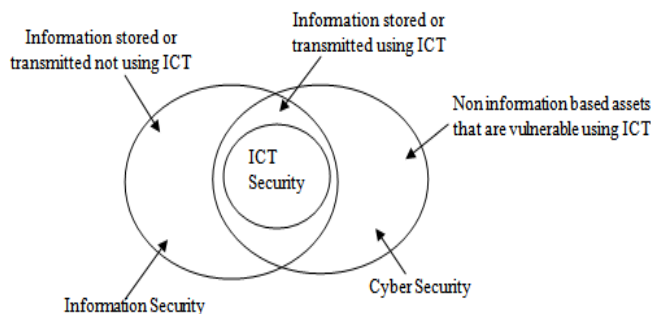 Information stored or
transmitted not using ICT
Information stored or
transmitted using ICT
Non information based assets
that are vulnerable using ICT
ICT
Security
Information Security
Cyber Security